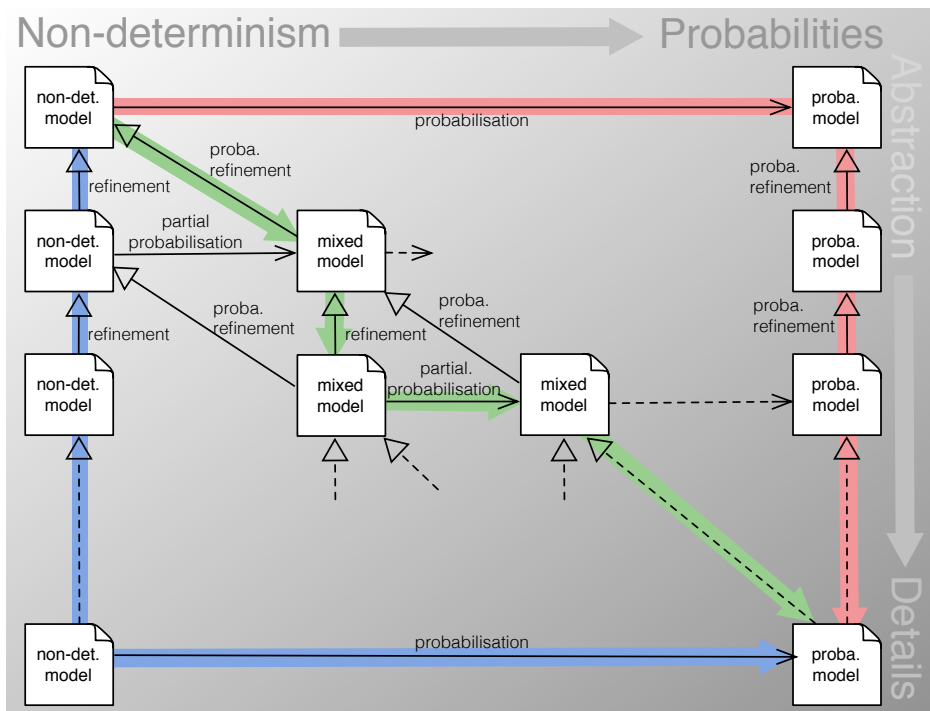 Non-determinism
Probabilities
Abstraction
non-det.
model
probabilisation
proba.
model
proba.
refinement
refinement
proba.
refinement
non-det.
model
partial
probabilisation
mixed
model
proba.
model
refinement
proba.
refinement
refinement
proba.
refinement
proba.
refinement
non-det.
model
mixed
model
partial.
probabilisation
mixed
model
proba.
model
Details
non-det.
model
probabilisation
proba.
model